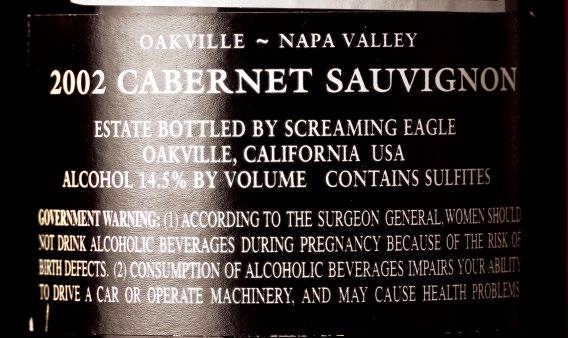 OAKVILLE ~ NAPA VALLEY
2002 CABERNET SAUVIGNON
ESTATE BOTTLED BY SCREAMING EAGLE
OAKVILLE, CALIFORNIA USA
ALCOHOL 14.5% BY VOLUME CONTAINS SULFITES
GOVERNMENT WARNING: (1) ACCORDING TO THE SURGEON GENERAL, WOMEN SHOULD
NOT DRINK ALCOHOLIC BEVERAGES DURING PREGNANCY BECAUSE OF THE RISK OF
BIRTH DEFECTS. (2) CONSUMPTION OF ALCOHOLIC BEVERAGES IMPAIRS YOUR ABILITY
TO DRIVE A CAR OR OPERATE MACHINERY, AND MAY CAUSE HEALTH PROBLEMS.